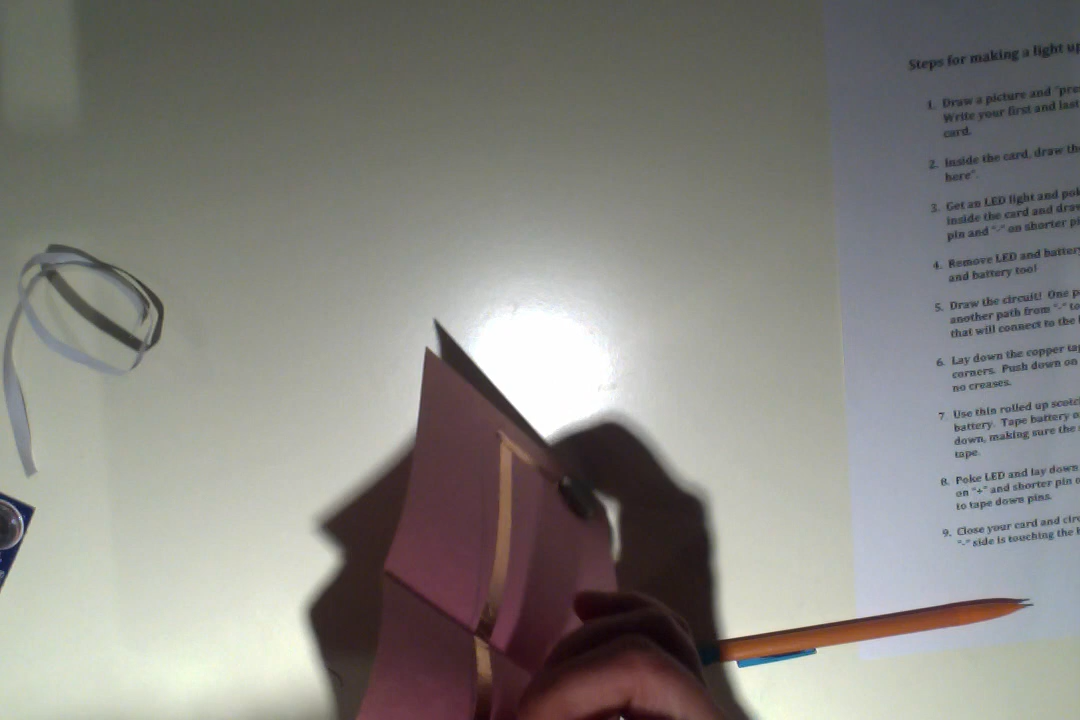 Steps for making a light up
1. Draw a picture and "pre
Write your first and last
card.
2. Inside the card, draw the
here".
3. Get an LED light and pok
inside the card and draw
pin and "-" on shorter pi
4. Remove LED and battery
and battery too!
5. Draw the circuit! One p
another path from "-" to
that will connect to the
6. Lay down the copper tap
corners. Push down on
no creases.
7. Use thin rolled up scotc
battery. Tape battery o
down, making sure the
tape.
8. Poke LED and lay down
on "+" and shorter pin o
to tape down pins.
9. Close your card and circ
"-" side is touching the